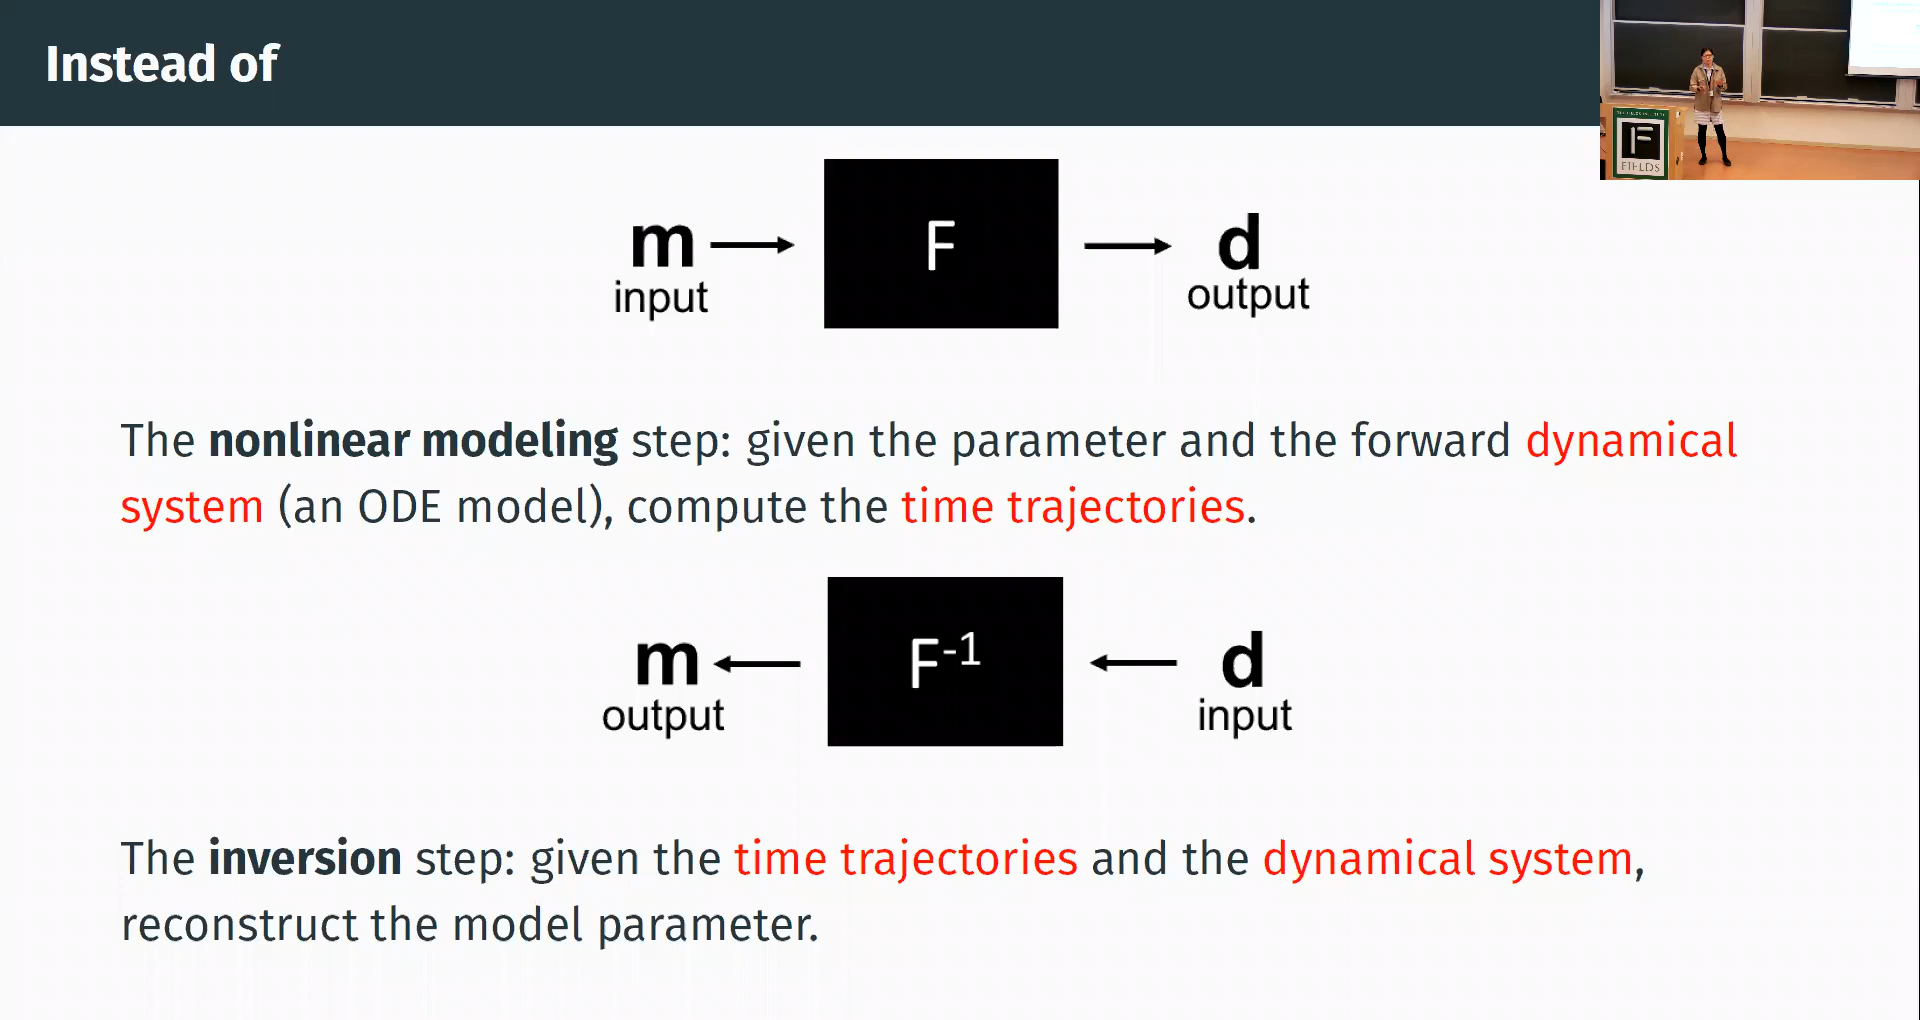 Instead of
m
input
F
d
output
The nonlinear modeling step: given the parameter and the forward dynamical
system (an ODE model), compute the time trajectories.
m
output
F-1
d
input
The inversion step: given the time trajectories and the dynamical system,
reconstruct the model parameter.
F
FIELDS